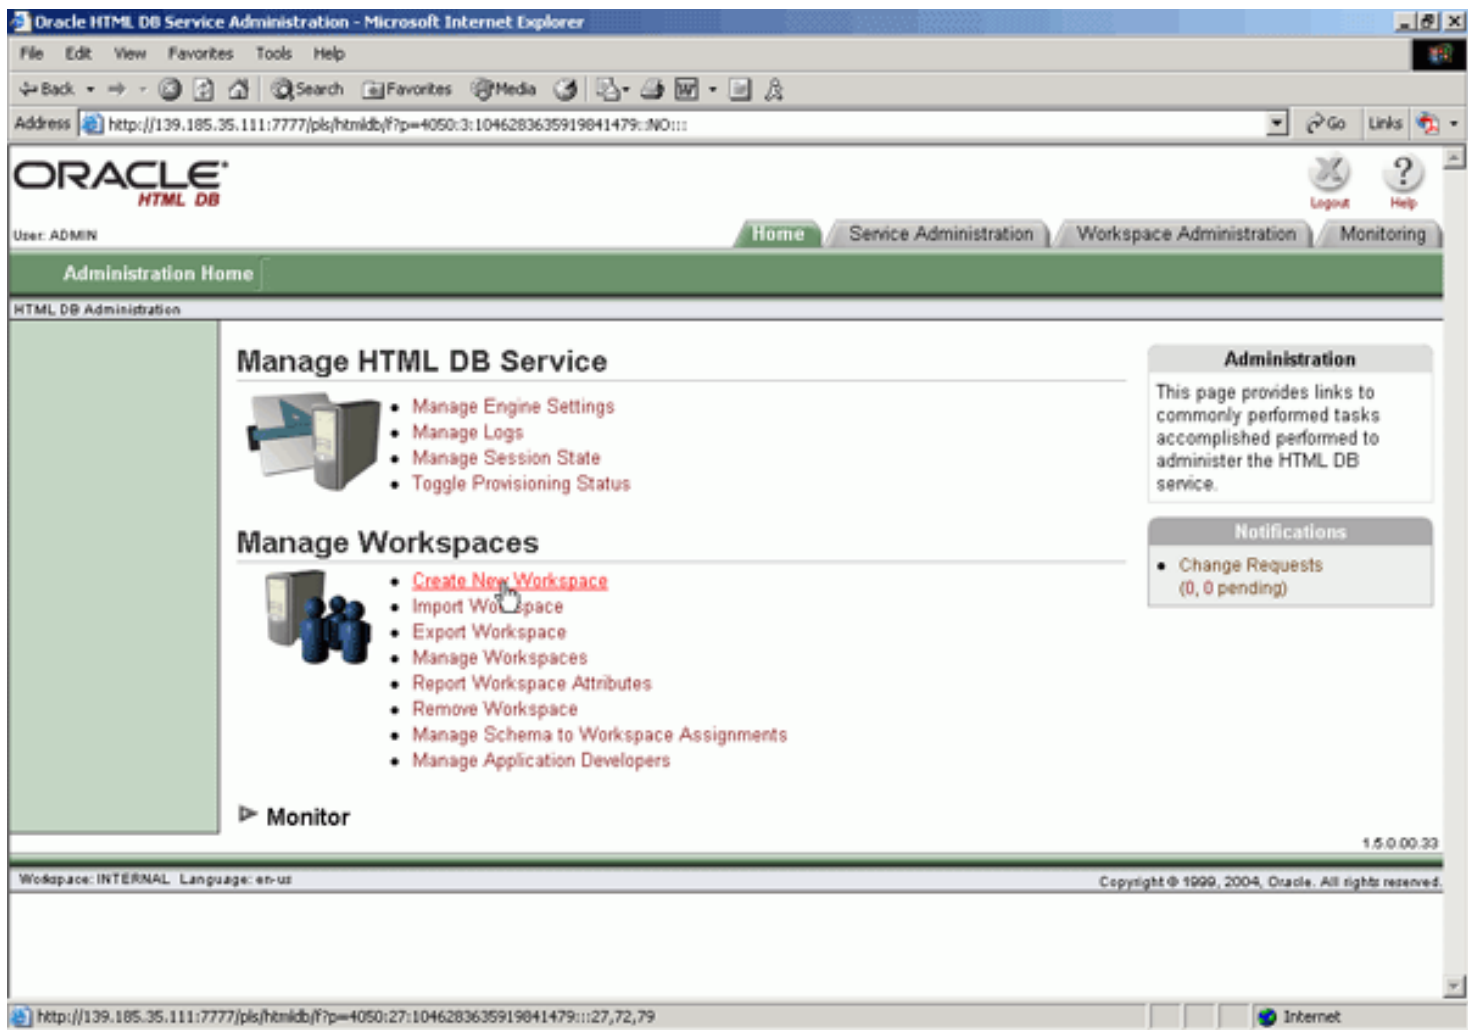 Oracle HTML DB Service Administration - Microsoft Internet Explorer
File Edit View Favorites Tools Help
Back Search Favorites Media
Address http://139.185.35.111:7777/pls/htmldb/f?p=4050:3:1046283635919841479::NO::: Go Links
ORACLE
HTML DB
Logout Help
User: ADMIN
Home Service Administration Workspace Administration Monitoring
Administration Home
HTML DB Administration
Manage HTML DB Service
Manage Engine Settings
Manage Logs
Manage Session State
Toggle Provisioning Status
Manage Workspaces
Create New Workspace
Import Workspace
Export Workspace
Manage Workspaces
Report Workspace Attributes
Remove Workspace
Manage Schema to Workspace Assignments
Manage Application Developers
Monitor
Administration
This page provides links to
commonly performed tasks
accomplished performed to
administer the HTML DB
service.
Notifications
Change Requests
(0, 0 pending)
1.5.0.00.33
Workspace: INTERNAL Language: en-us
Copyright © 1999, 2004, Oracle. All rights reserved.
http://139.185.35.111:7777/pls/htmldb/f?p=4050:27:1046283635919841479:::27,72,79
Internet